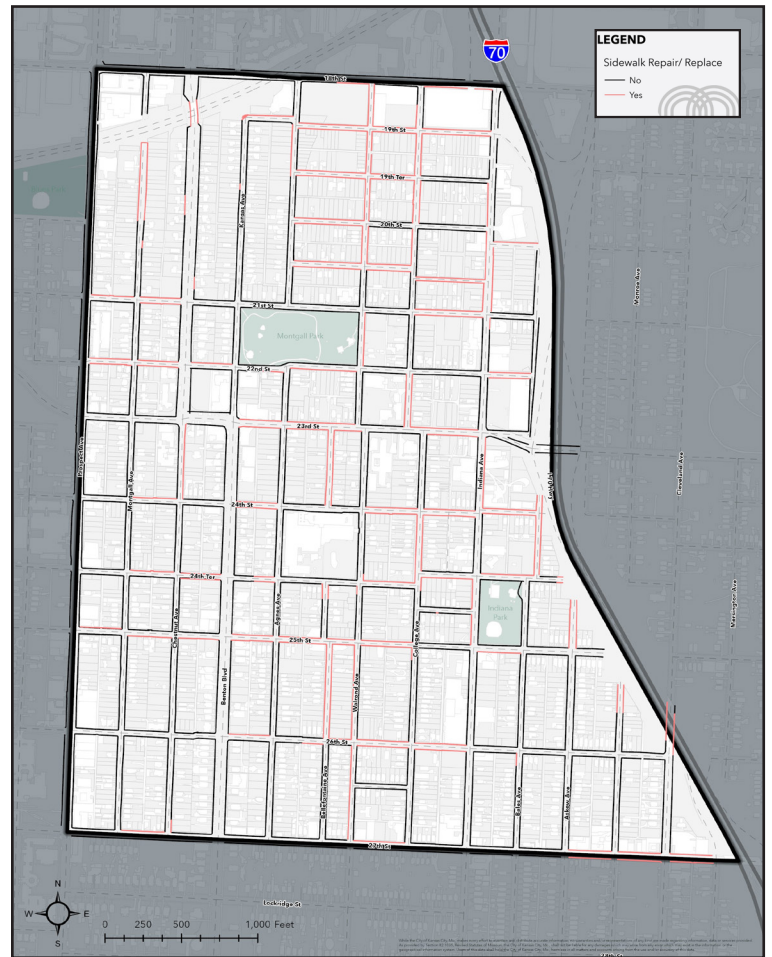 70
LEGEND
Sidewalk Repair/ Replace
No
Yes
18th St
19th St
19th Ter
Kansas Ave
20th St
Monroe Ave
21st St
Montgall Park
22nd St
23rd St
Prospect Ave
Montgall Ave
Indiana Ave
Cleveland Ave
24th St
24th Ter
Mersington Ave
Indiana
Park
Chestnut Ave
Agnes Ave
College Ave
25th St
Benton Blvd
Walrond Ave
26th St
Bellefontaine Ave
Bales Ave
Askew Ave
27th St
N
W
E
S
Lockridge St
0 250 500 1,000 Feet